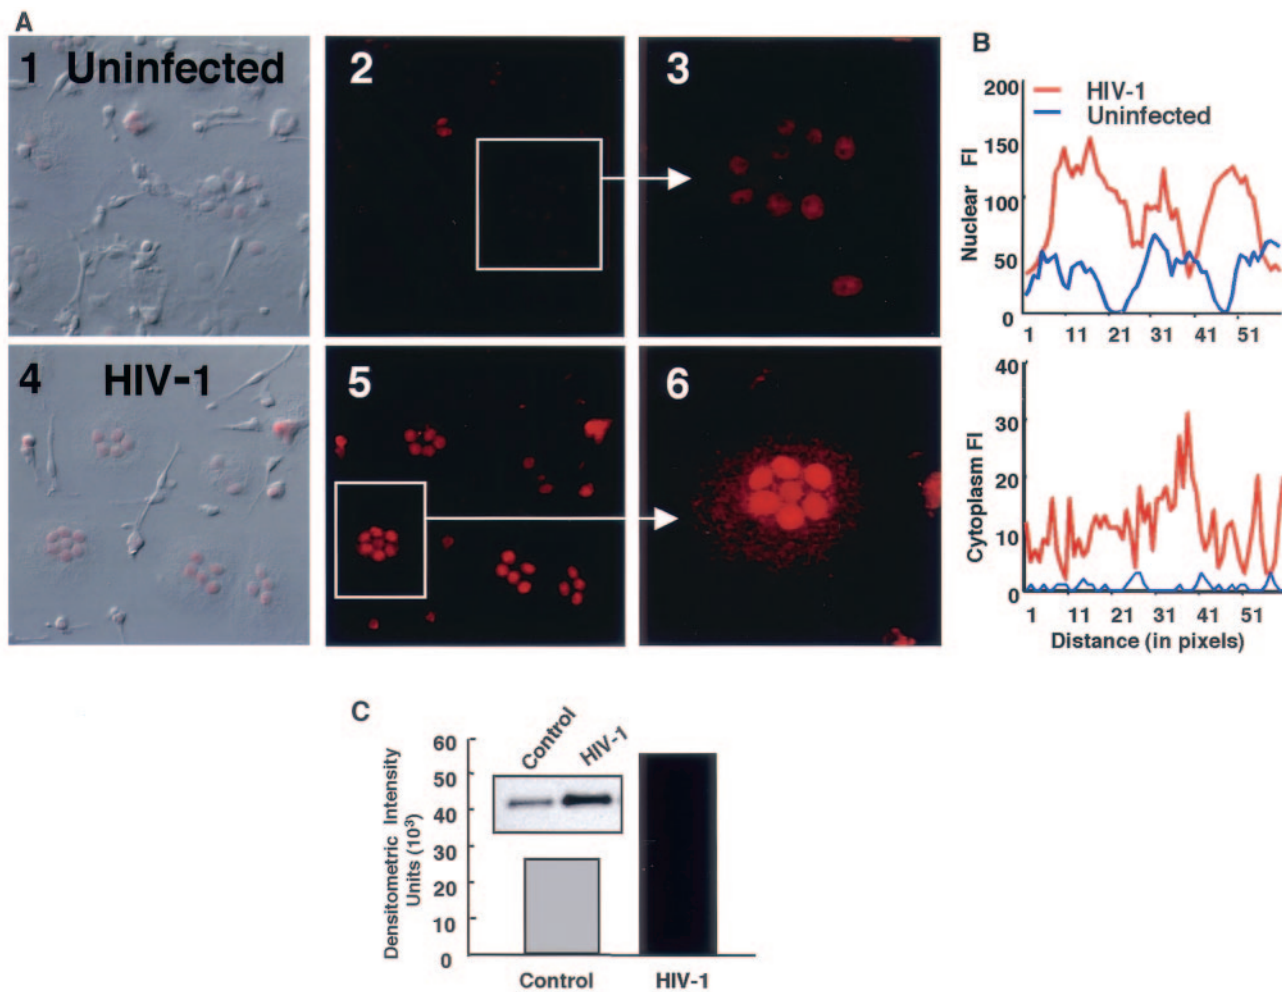 A
1 Uninfected
2
3
4 HIV-1
5
6
B
HIV-1
Uninfected
Nuclear FI
200
150
100
50
0
1 11 21 31 41 51
Cytoplasm FI
40
30
20
10
0
1 11 21 31 41 51
Distance (in pixels)
C
Densitometric Intensity
Units (10³)
60
50
40
30
20
10
0
Control
HIV-1
Control HIV-1